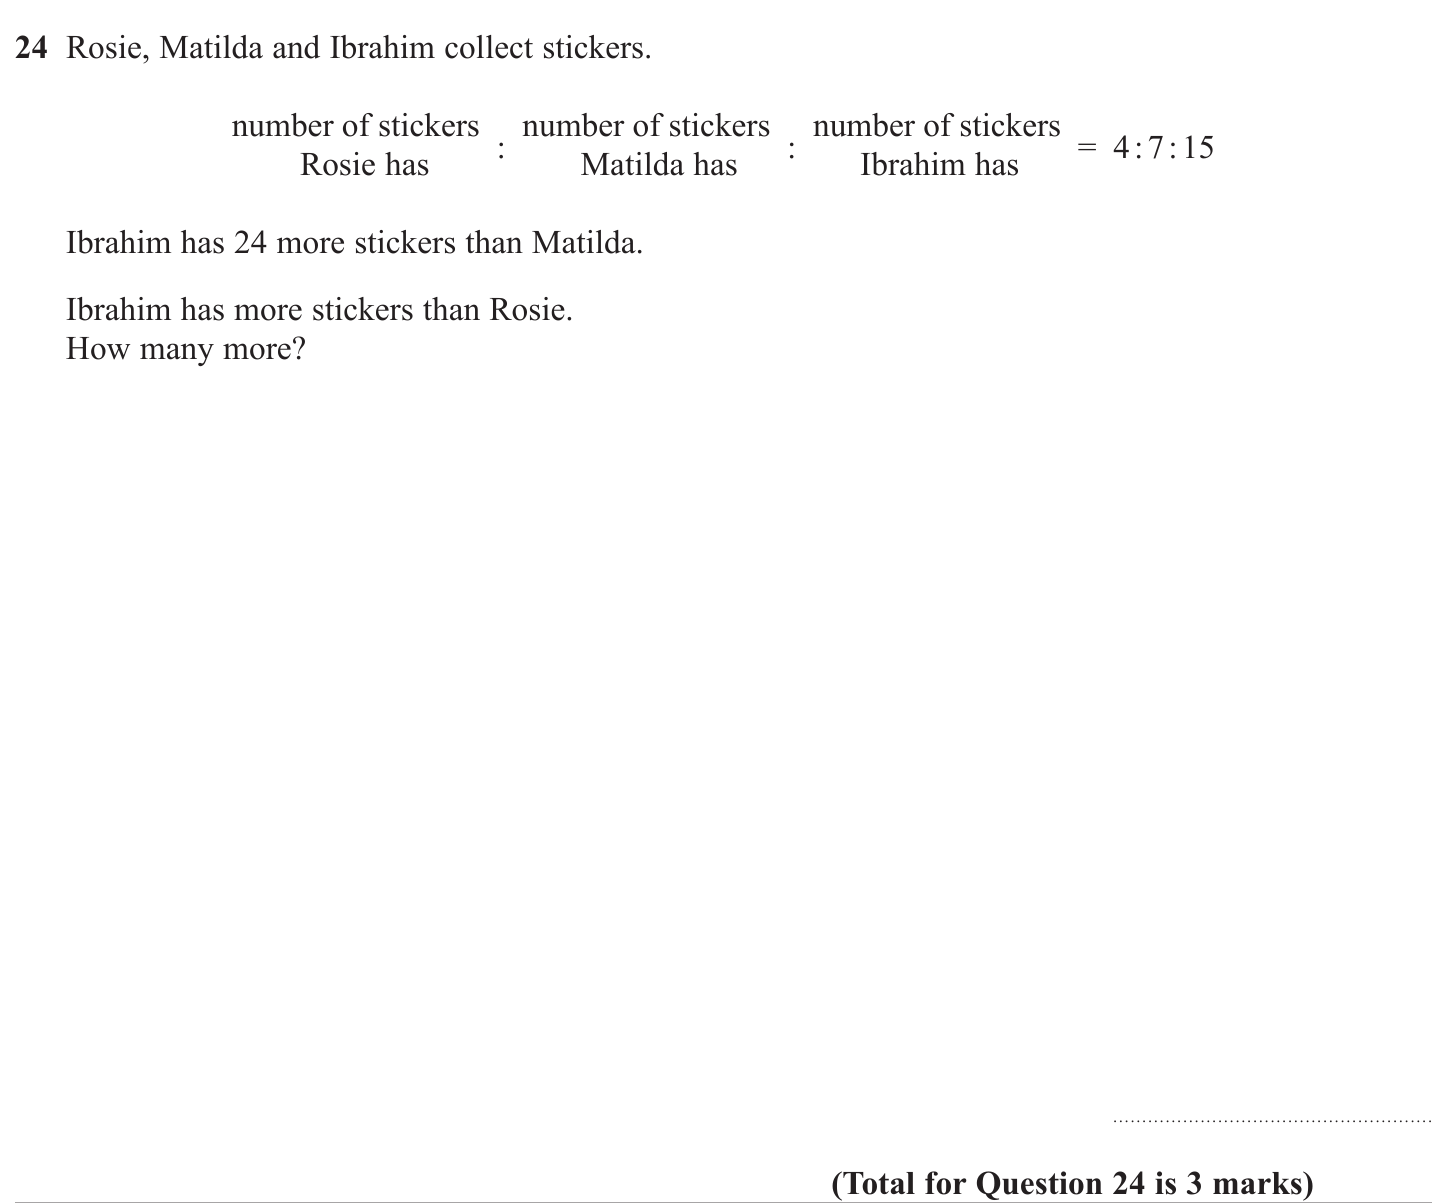 24 Rosie, Matilda and Ibrahim collect stickers.
number of stickers Rosie has : number of stickers Matilda has : number of stickers Ibrahim has = 4 : 7 : 15
Ibrahim has 24 more stickers than Matilda.
Ibrahim has more stickers than Rosie.
How many more?
(Total for Question 24 is 3 marks)